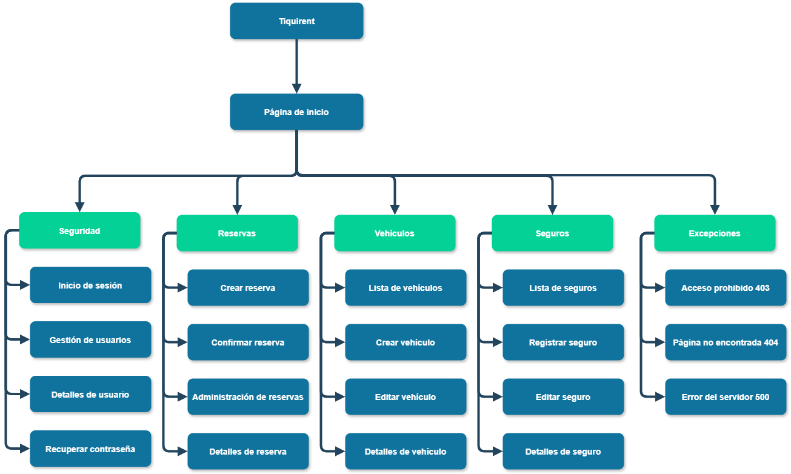 Tiquirent
Página de inicio
Seguridad
Inicio de sesión
Gestión de usuarios
Detalles de usuario
Recuperar contraseña
Reservas
Crear reserva
Confirmar reserva
Administración de reservas
Detalles de reserva
Vehículos
Lista de vehículos
Crear vehículo
Editar vehículo
Detalles de vehículo
Seguros
Lista de seguros
Registrar seguro
Editar seguro
Detalles de seguro
Excepciones
Acceso prohibido 403
Página no encontrada 404
Error del servidor 500